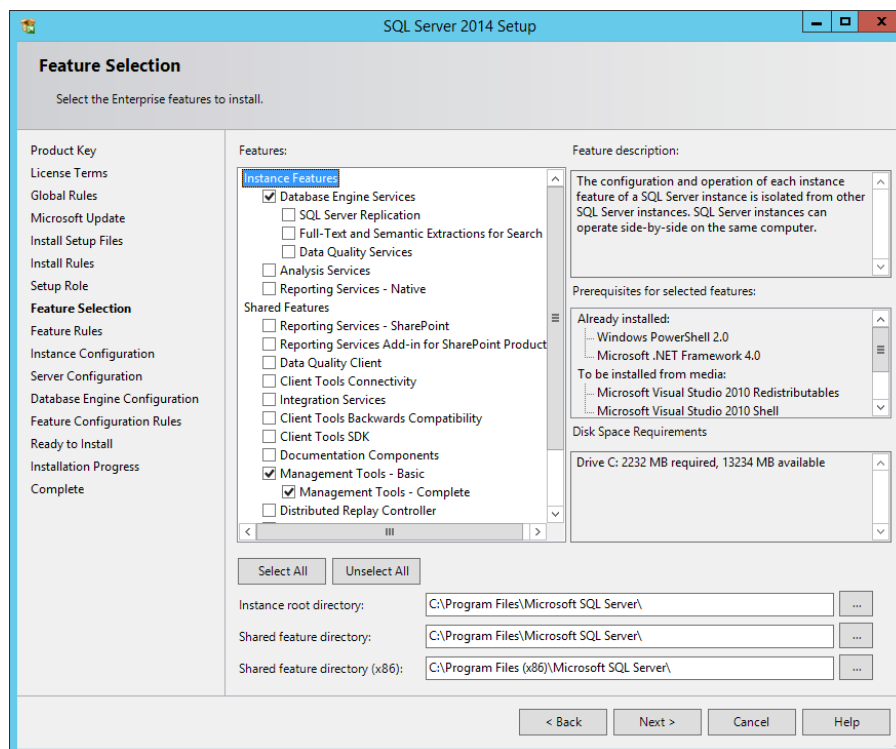 SQL Server 2014 Setup
Feature Selection
Select the Enterprise features to install.
Product Key
License Terms
Global Rules
Microsoft Update
Install Setup Files
Install Rules
Setup Role
Feature Selection
Feature Rules
Instance Configuration
Server Configuration
Database Engine Configuration
Feature Configuration Rules
Ready to Install
Installation Progress
Complete
Features:
Instance Features
Database Engine Services
SQL Server Replication
Full-Text and Semantic Extractions for Search
Data Quality Services
Analysis Services
Reporting Services - Native
Shared Features
Reporting Services - SharePoint
Reporting Services Add-in for SharePoint Product
Data Quality Client
Client Tools Connectivity
Integration Services
Client Tools Backwards Compatibility
Client Tools SDK
Documentation Components
Management Tools - Basic
Management Tools - Complete
Distributed Replay Controller
Feature description:
The configuration and operation of each instance
feature of a SQL Server instance is isolated from other
SQL Server instances. SQL Server instances can
operate side-by-side on the same computer.
Prerequisites for selected features:
Already installed:
Windows PowerShell 2.0
Microsoft .NET Framework 4.0
To be installed from media:
Microsoft Visual Studio 2010 Redistributables
Microsoft Visual Studio 2010 Shell
Disk Space Requirements
Drive C: 2232 MB required, 13234 MB available
Select All
Unselect All
Instance root directory:
C:\Program Files\Microsoft SQL Server\
...
Shared feature directory:
C:\Program Files\Microsoft SQL Server\
...
Shared feature directory (x86):
C:\Program Files (x86)\Microsoft SQL Server\
...
< Back
Next >
Cancel
Help